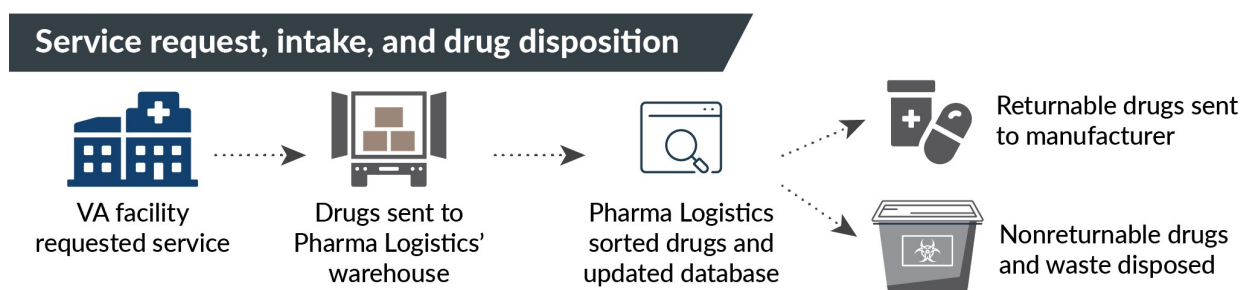 Service request, intake, and drug disposition
VA facility
requested service
Drugs sent to
Pharma Logistics’
warehouse
Pharma Logistics
sorted drugs and
updated database
Returnable drugs sent
to manufacturer
Nonreturnable drugs
and waste disposed